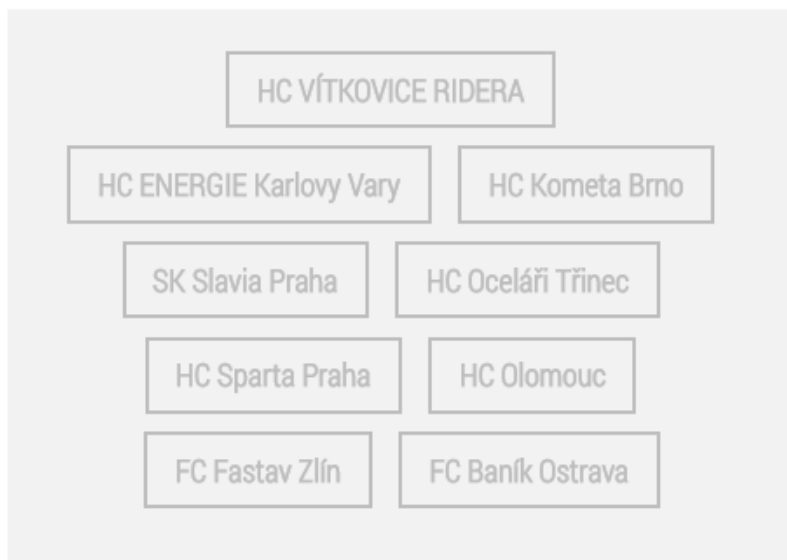 HC VÍTKOVICE RIDERA
HC ENERGIE Karlovy Vary
HC Kometa Brno
SK Slavia Praha
HC Oceláři Třinec
HC Sparta Praha
HC Olomouc
FC Fastav Zlín
FC Baník Ostrava